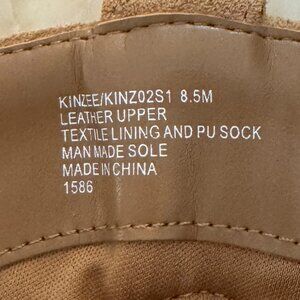 KINZEE/KINZ02S1 8.5M
LEATHER UPPER
TEXTILE LINING AND PU SOCK
MAN MADE SOLE
MADE IN CHINA
1586